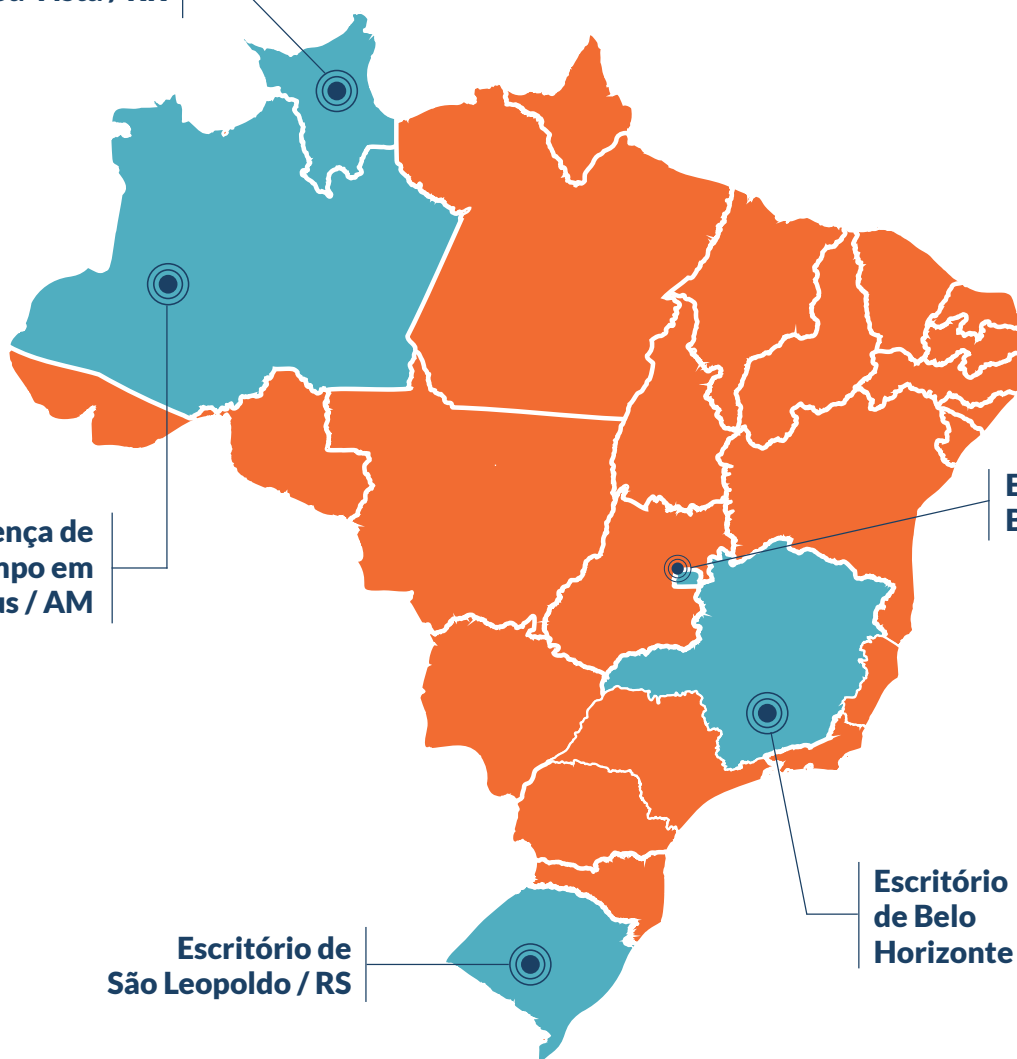 ença de
npo em
us / AM
Escritório
de Belo
Horizonte
Escritório de
São Leopoldo / RS